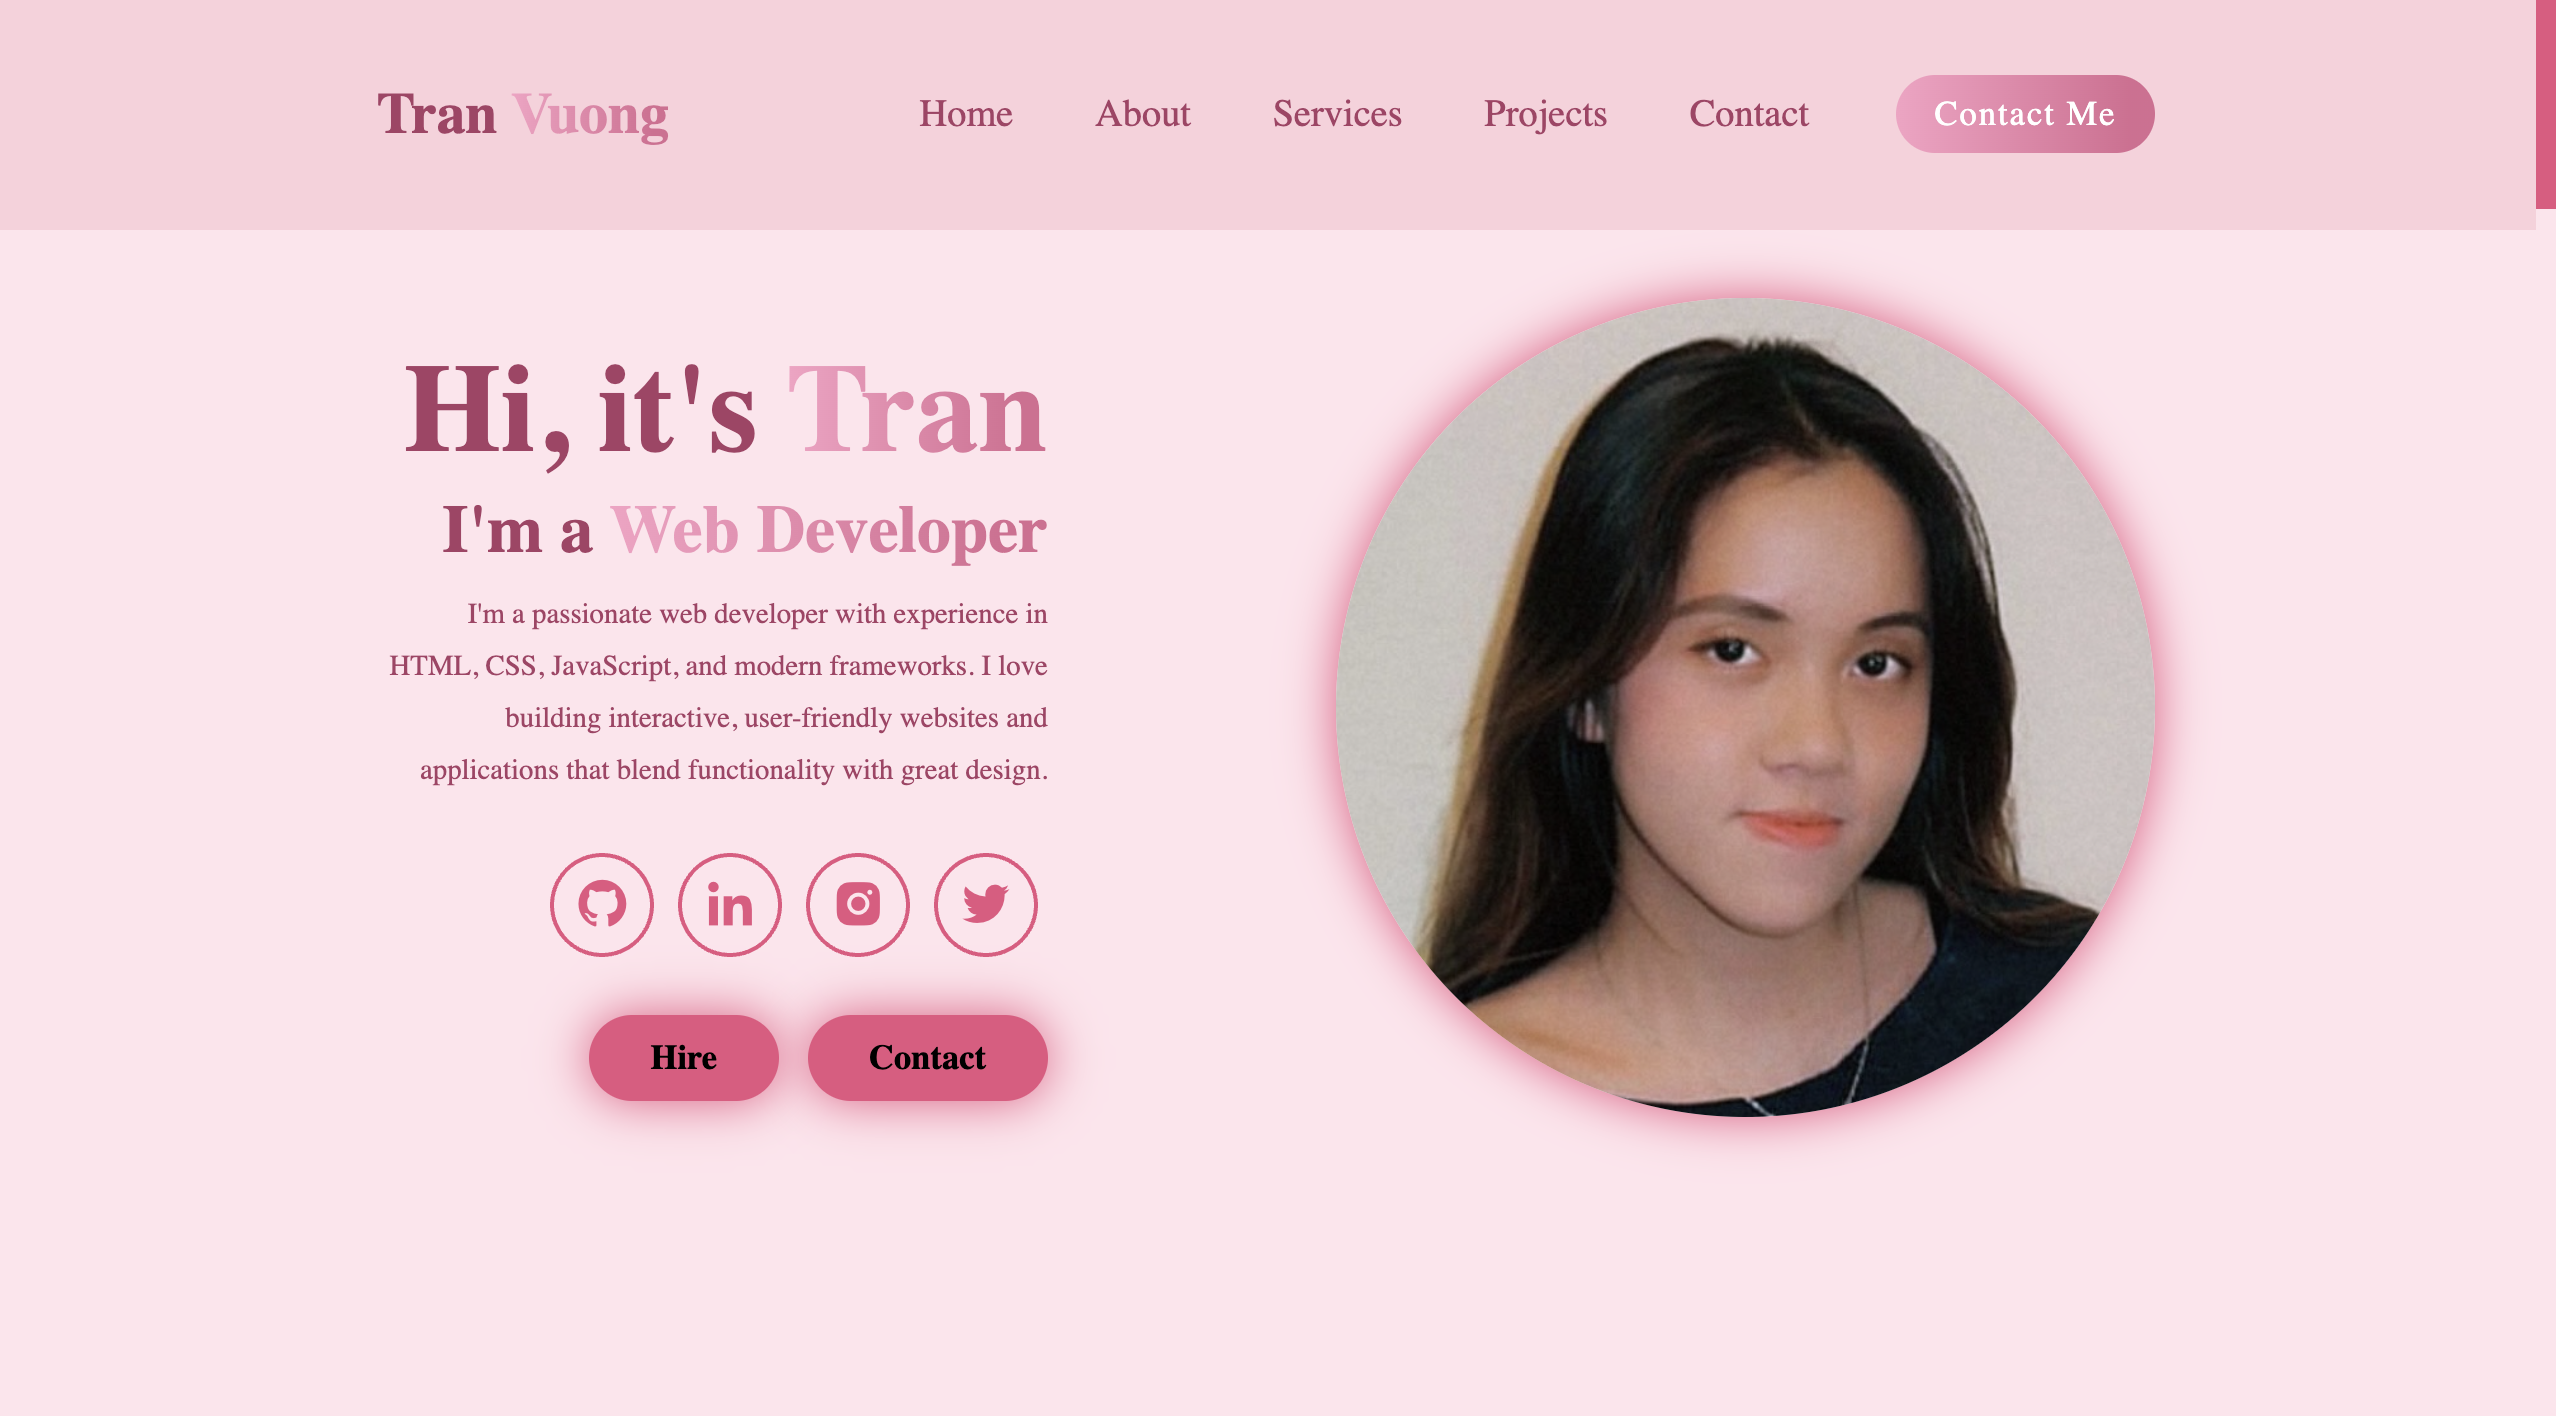 Tran Vuong
Home
About
Services
Projects
Contact
Contact Me
Hi, it's Tran
I'm a Web Developer
I'm a passionate web developer with experience in
HTML, CSS, JavaScript, and modern frameworks. I love
building interactive, user-friendly websites and
applications that blend functionality with great design.
in
Hire
Contact